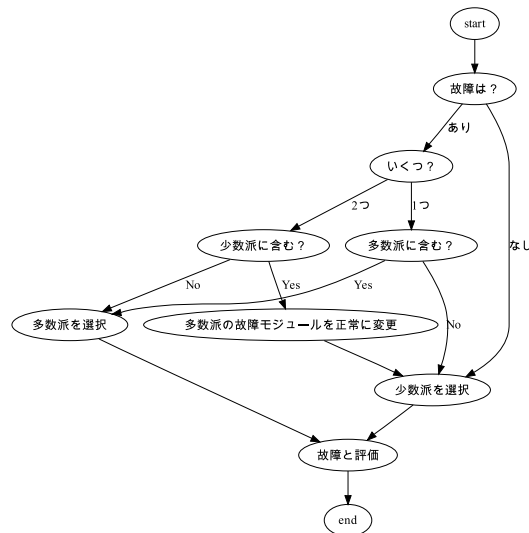 start
故障は？
あり
いくつ？
2つ
1つ
なし
少数派に含む？
多数派に含む？
No
Yes
Yes
No
多数派を選択
多数派の故障モジュールを正常に変更
少数派を選択
故障と評価
end